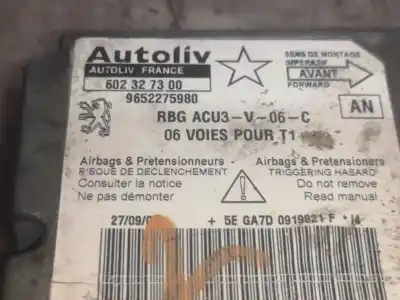 Autoliv
AUTOLIV FRANCE
602 32 73 00
9652275980
SENS DE MONTAGE
IMPERATIF
AVANT
FORWARD
AN
RBG ACU3-V-06-C
06 VOIES POUR T1
Airbags & Pretensionneurs - Airbags & Pretensioners
RISQUE DE DECLENCHEMENT TRIGGERING HASARD
Consulter la notice Do not remove
Ne pas démonter Read manual
27/09/0 + 5E GA7D 0919821 F